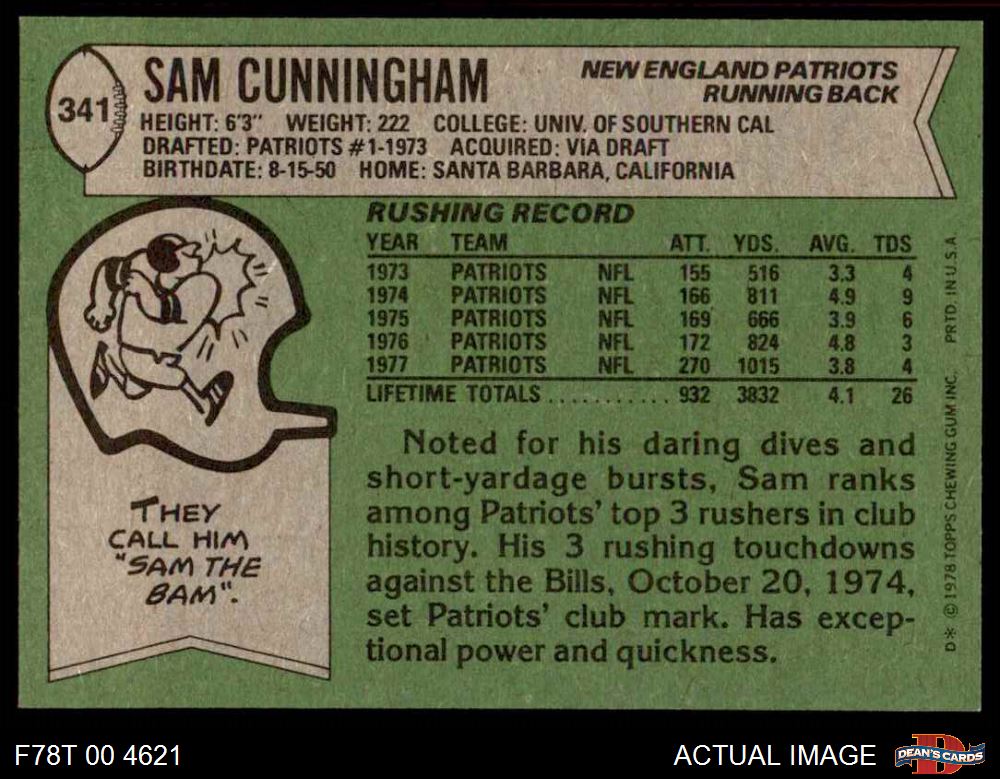 341
SAM CUNNINGHAM
NEW ENGLAND PATRIOTS
RUNNING BACK
HEIGHT: 6'3" WEIGHT: 222 COLLEGE: UNIV. OF SOUTHERN CAL
DRAFTED: PATRIOTS #1-1973 ACQUIRED: VIA DRAFT
BIRTHDATE: 8-15-50 HOME: SANTA BARBARA, CALIFORNIA
RUSHING RECORD
YEAR TEAM ATT. YDS. AVG. TDS
1973 PATRIOTS NFL 155 516 3.3 4
1974 PATRIOTS NFL 166 811 4.9 9
1975 PATRIOTS NFL 169 666 3.9 6
1976 PATRIOTS NFL 172 824 4.8 3
1977 PATRIOTS NFL 270 1015 3.8 4
LIFETIME TOTALS ........... 932 3832 4.1 26
Noted for his daring dives and
short-yardage bursts, Sam ranks
among Patriots' top 3 rushers in club
history. His 3 rushing touchdowns
against the Bills, October 20, 1974,
set Patriots' club mark. Has excep-
tional power and quickness.
THEY
CALL HIM
"SAM THE
BAM".
D* © 1978 TOPPS CHEWING GUM INC. PRTD. IN U.S.A.
F78T 00 4621
ACTUAL IMAGE
D
DEAN'S CARDS